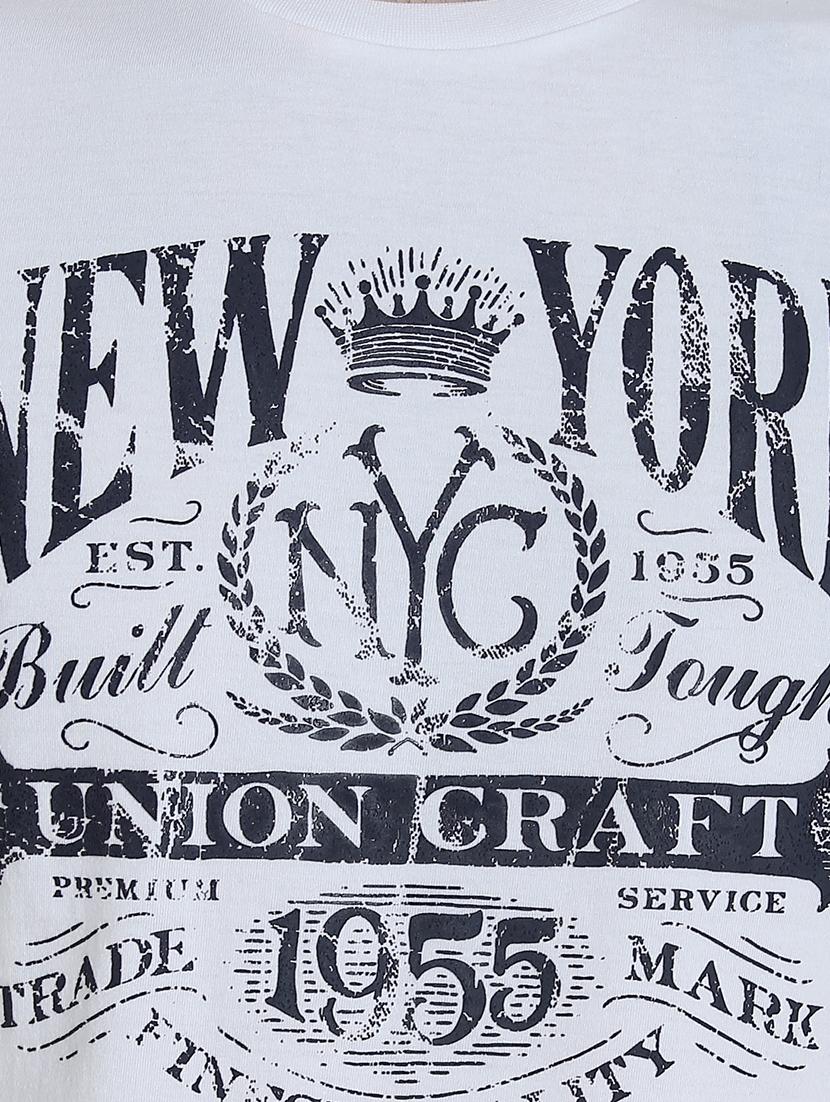 NEW YORK
NYC
EST. 1955
Built Tough
UNION CRAFT
PREMIUM SERVICE
TRADE 1955 MARK